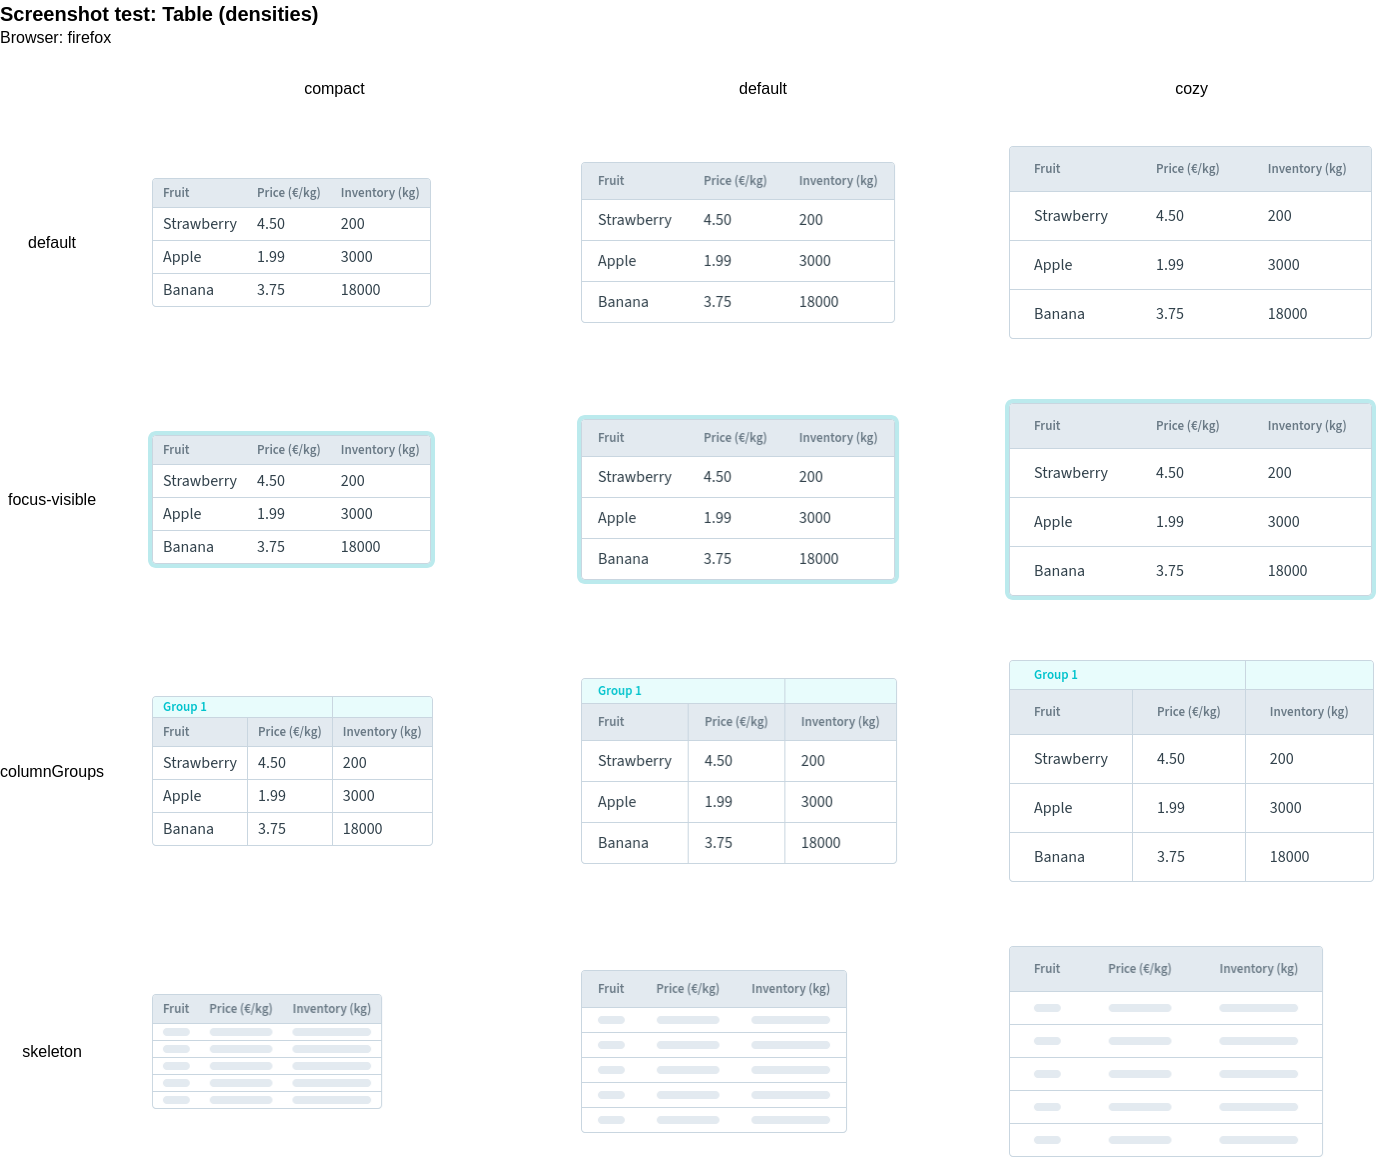 Screenshot test: Table (densities)
Browser: firefox
compact default cozy
default
Fruit Price (€/kg) Inventory (kg)
Strawberry 4.50 200
Apple 1.99 3000
Banana 3.75 18000
Fruit Price (€/kg) Inventory (kg)
Strawberry 4.50 200
Apple 1.99 3000
Banana 3.75 18000
Fruit Price (€/kg) Inventory (kg)
Strawberry 4.50 200
Apple 1.99 3000
Banana 3.75 18000
focus-visible
Fruit Price (€/kg) Inventory (kg)
Strawberry 4.50 200
Apple 1.99 3000
Banana 3.75 18000
Fruit Price (€/kg) Inventory (kg)
Strawberry 4.50 200
Apple 1.99 3000
Banana 3.75 18000
Fruit Price (€/kg) Inventory (kg)
Strawberry 4.50 200
Apple 1.99 3000
Banana 3.75 18000
columnGroups
Group 1
Fruit Price (€/kg) Inventory (kg)
Strawberry 4.50 200
Apple 1.99 3000
Banana 3.75 18000
Group 1
Fruit Price (€/kg) Inventory (kg)
Strawberry 4.50 200
Apple 1.99 3000
Banana 3.75 18000
Group 1
Fruit Price (€/kg) Inventory (kg)
Strawberry 4.50 200
Apple 1.99 3000
Banana 3.75 18000
skeleton
Fruit Price (€/kg) Inventory (kg)
Fruit Price (€/kg) Inventory (kg)
Fruit Price (€/kg) Inventory (kg)